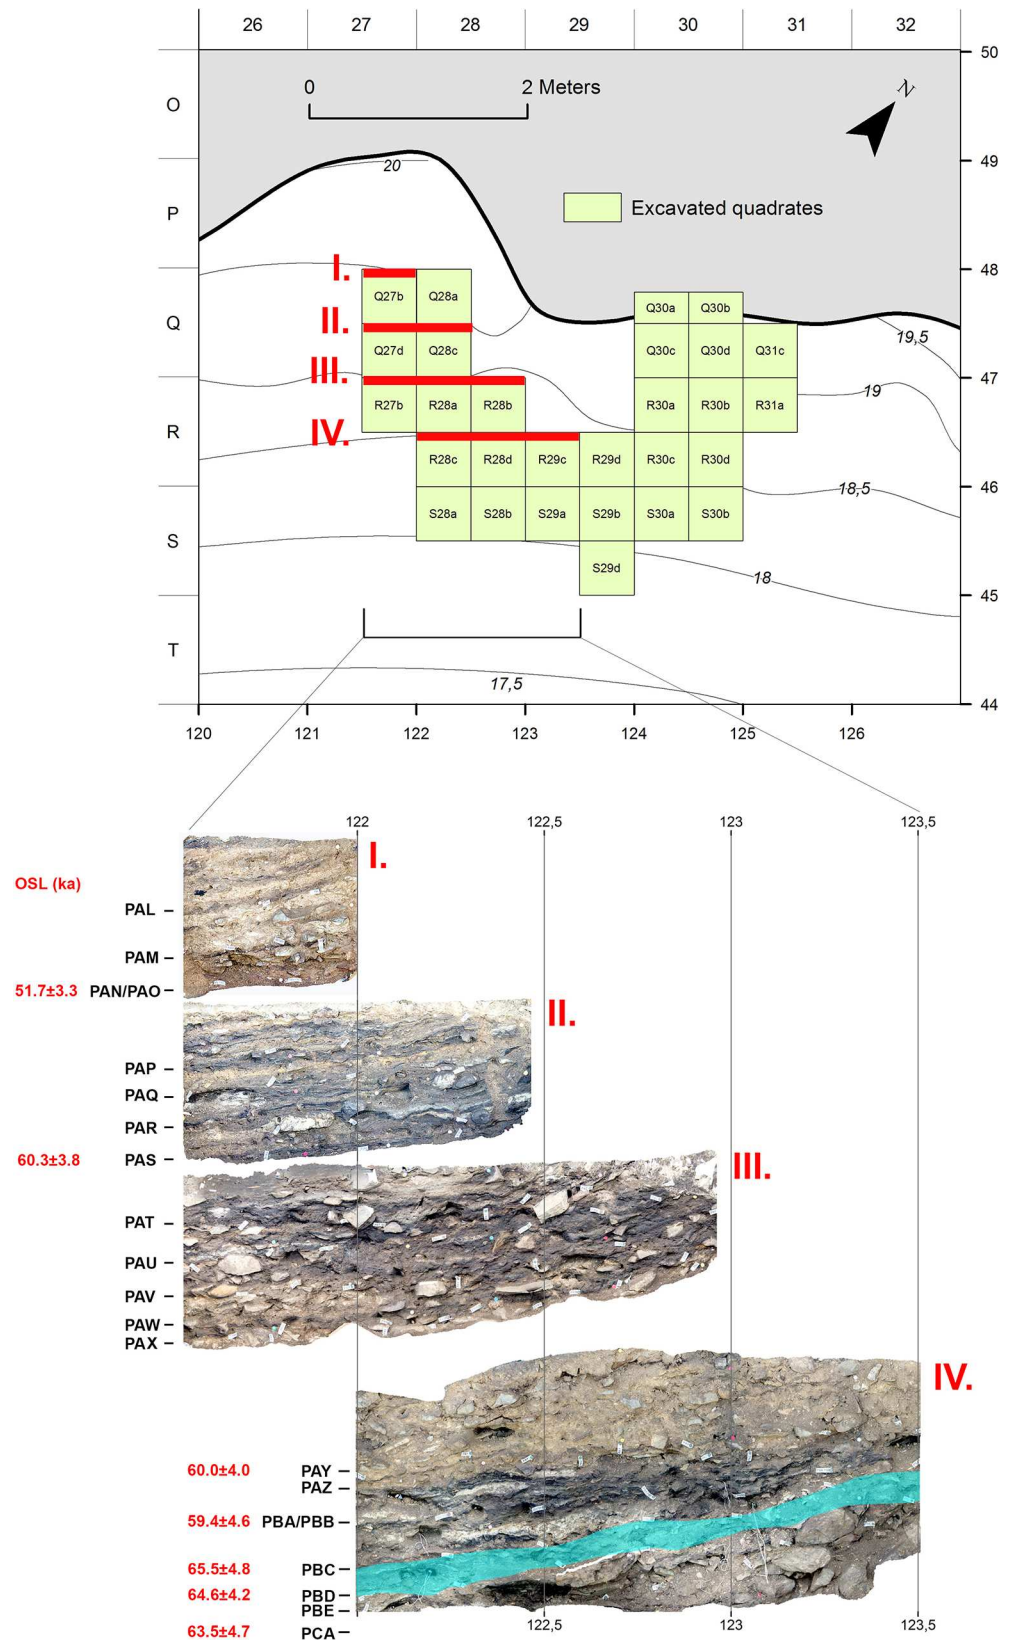 26 27 28 29 30 31 32
50
O
0 2 Meters
N
49
20
P
Excavated quadrates
I.
48
Q27b Q28a Q30a Q30b
II.
Q
19,5
Q27d Q28c Q30c Q30d Q31c
III.
47
19
R27b R28a R28b R30a R30b R31a
IV.
R
R28c R28d R29c R29d R30c R30d
46
18,5
S28a S28b S29a S29b S30a S30b
S
S29d
18
45
T
17,5
44
120 121 122 123 124 125 126
122 122,5 123 123,5
I.
OSL (ka)
PAL
PAM
51.7±3.3 PAN/PAO
II.
PAP
PAQ
PAR
60.3±3.8 PAS
III.
PAT
PAU
PAV
PAW
PAX
IV.
60.0±4.0 PAY
PAZ
59.4±4.6 PBA/PBB
65.5±4.8 PBC
64.6±4.2 PBD
PBE
122,5 123 123,5
63.5±4.7 PCA